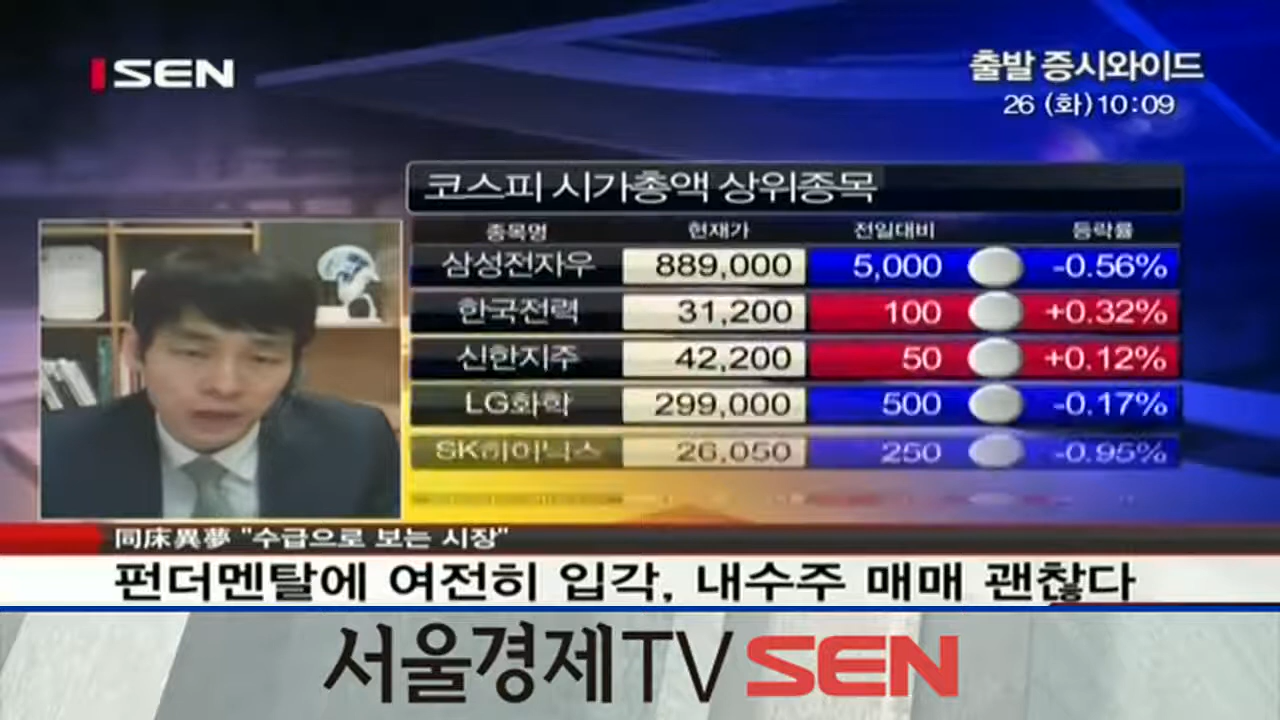 SEN
출발 증시와이드
26 (화) 10:09
코스피 시가총액 상위종목
종목명 현재가 전일대비 등락률
삼성전자우 889,000 5,000 -0.56%
한국전력 31,200 100 +0.32%
신한지주 42,200 50 +0.12%
LG화학 299,000 500 -0.17%
SK하이닉스 26,050 250 -0.95%
同床異夢 "수급으로 보는 시장"
펀더멘탈에 여전히 입각, 내수주 매매 괜찮다
서울경제TV SEN